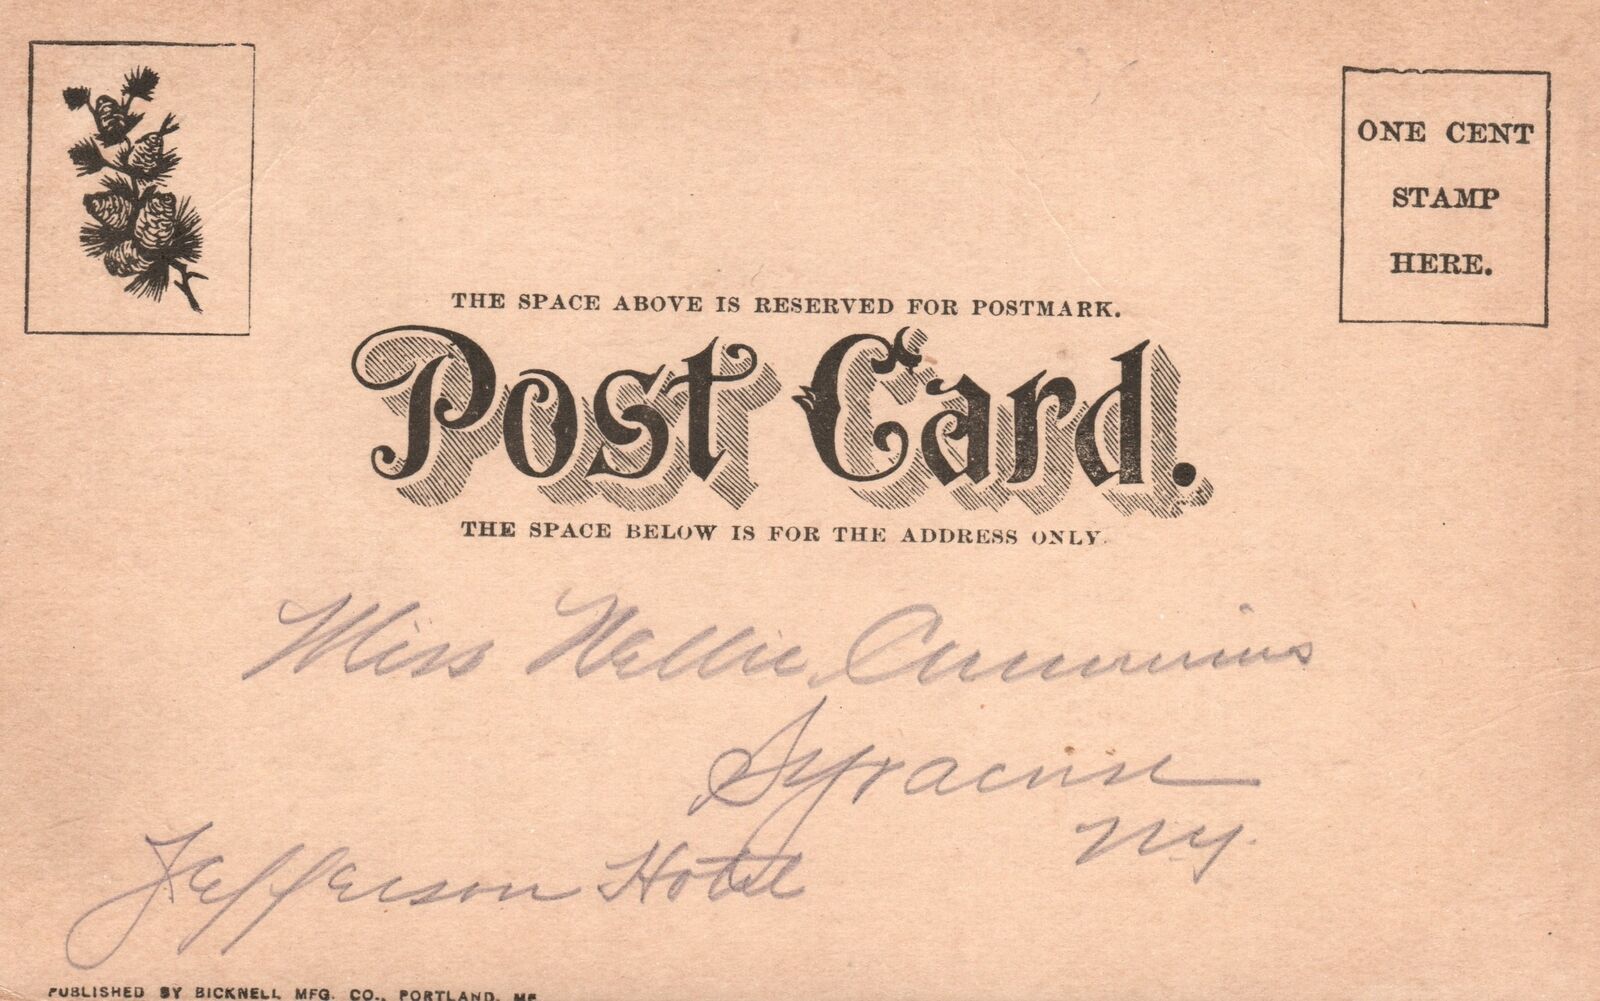 ONE CENT
STAMP
HERE.
THE SPACE ABOVE IS RESERVED FOR POSTMARK.
Post Card.
THE SPACE BELOW IS FOR THE ADDRESS ONLY.
Miss Nellie Cummins
Syracuse
NY.
Jefferson Hotel
PUBLISHED BY BICKNELL MFG. CO., PORTLAND, ME